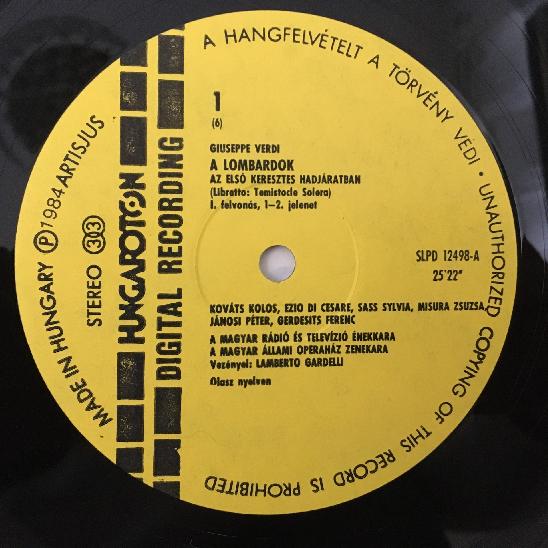 A HANGFELVÉTELT A TÖRVÉNY VÉDI · UNAUTHORIZED COPYING OF THIS RECORD IS PROHIBITED
MADE IN HUNGARY Ⓟ 1984 ARTISJUS
STEREO 33
HUNGAROTON
DIGITAL RECORDING
1
(6)
GIUSEPPE VERDI
A LOMBARDOK
AZ ELSŐ KERESZTES HADJÁRATBAN
(Libretto: Temistocle Solera)
I. felvonás, 1–2. jelenet
SLPD 12498-A
25'22"
KOVÁTS KOLOS, EZIO DI CESARE, SASS SYLVIA, MISURA ZSUZSA,
JÁNOSI PÉTER, GERDESITS FERENC
A MAGYAR RÁDIÓ ÉS TELEVÍZIÓ ÉNEKKARA
A MAGYAR ÁLLAMI OPERAHÁZ ZENEKARA
Vezényel: LAMBERTO GARDELLI
Olasz nyelven